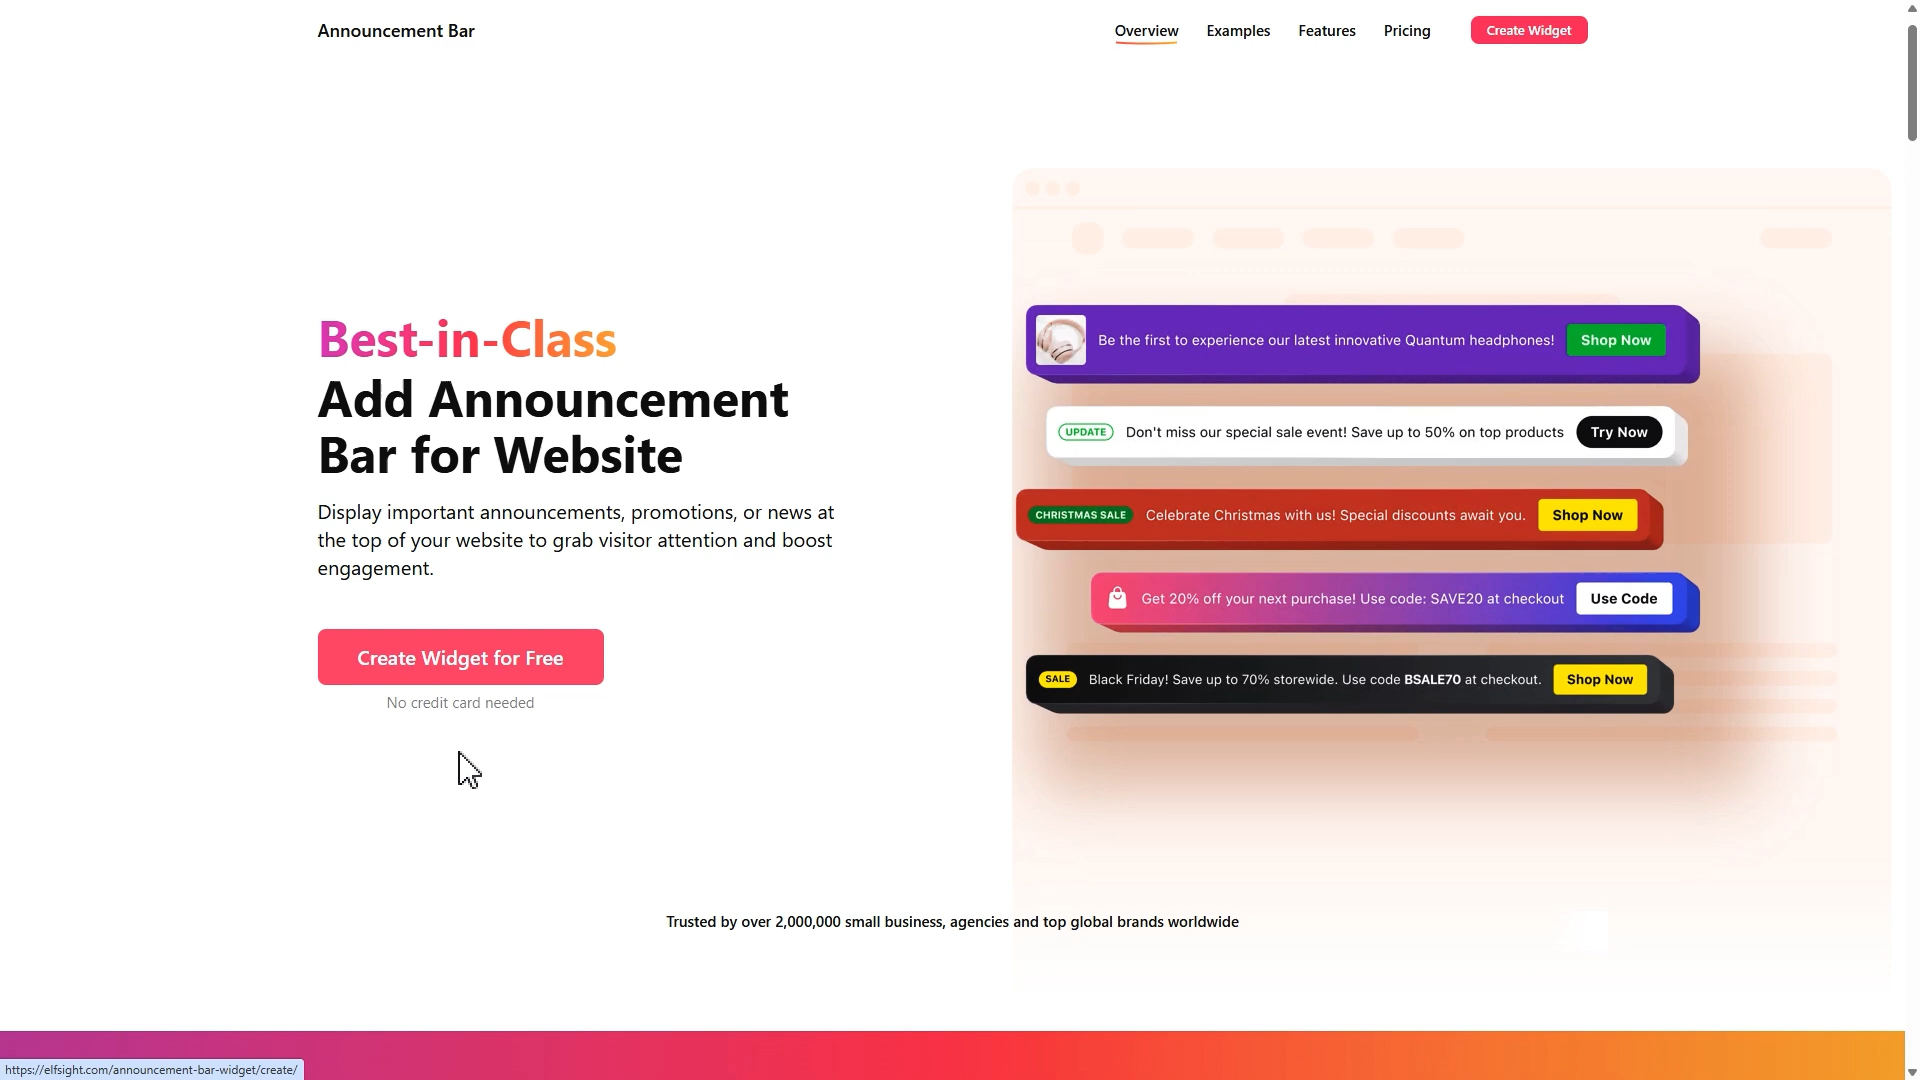 Announcement Bar
Overview
Examples
Features
Pricing
Create Widget
Best-in-Class
Add Announcement
Bar for Website
Display important announcements, promotions, or news at
the top of your website to grab visitor attention and boost
engagement.
Create Widget for Free
No credit card needed
Be the first to experience our latest innovative Quantum headphones!
Shop Now
UPDATE
Don't miss our special sale event! Save up to 50% on top products
Try Now
CHRISTMAS SALE
Celebrate Christmas with us! Special discounts await you.
Shop Now
Get 20% off your next purchase! Use code: SAVE20 at checkout
Use Code
SALE
Black Friday! Save up to 70% storewide. Use code BSALE70 at checkout.
Shop Now
Trusted by over 2,000,000 small business, agencies and top global brands worldwide
https://elfsight.com/announcement-bar-widget/create/